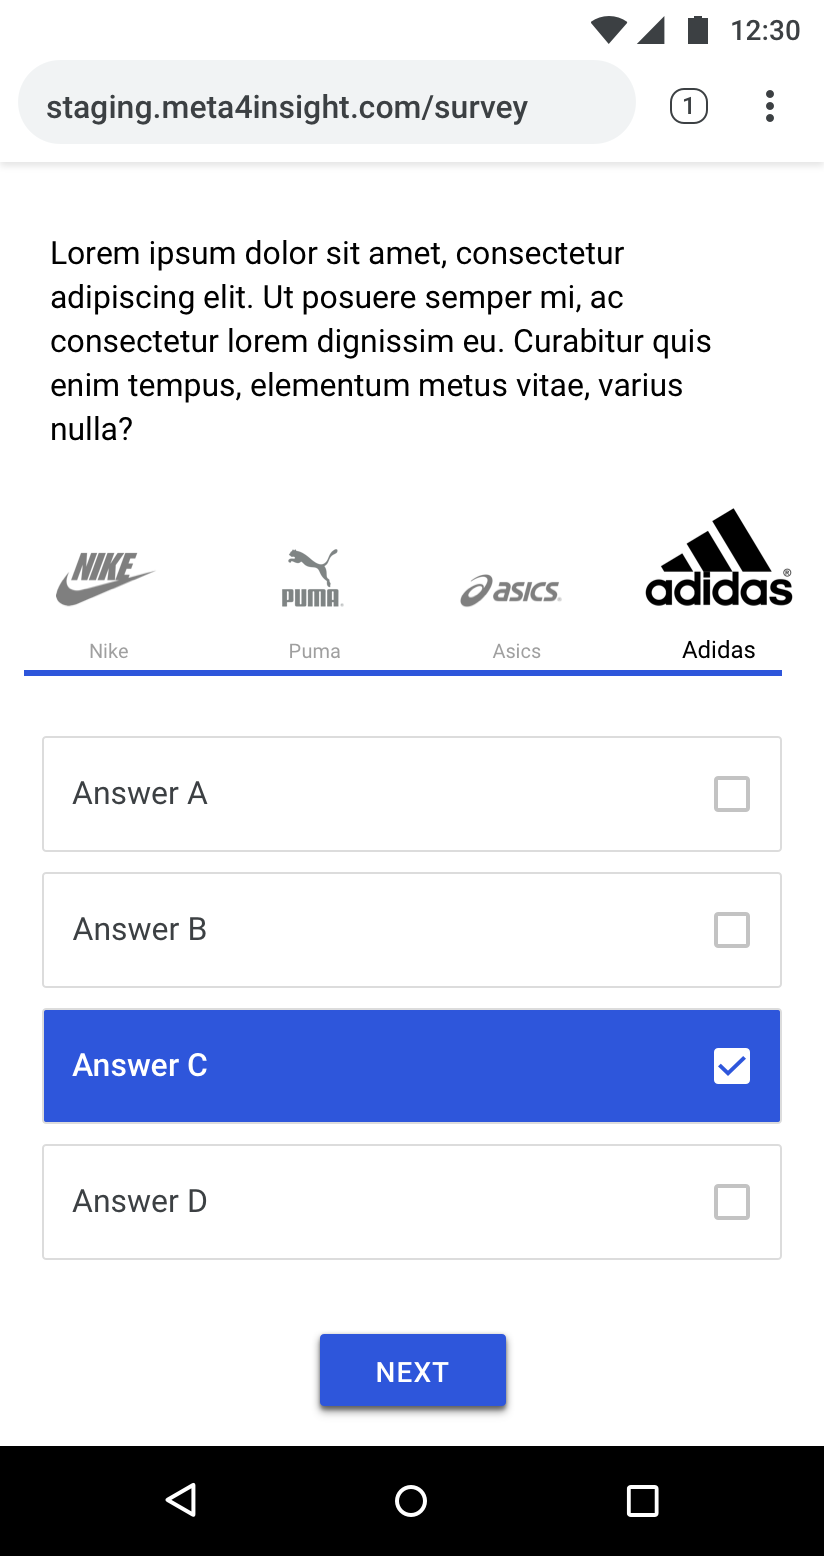 12:30
staging.meta4insight.com/survey
1
Lorem ipsum dolor sit amet, consectetur
adipiscing elit. Ut posuere semper mi, ac
consectetur lorem dignissim eu. Curabitur quis
enim tempus, elementum metus vitae, varius
nulla?
NIKE PUMA asics adidas®
Nike Puma Asics Adidas
Answer A
Answer B
Answer C
Answer D
NEXT